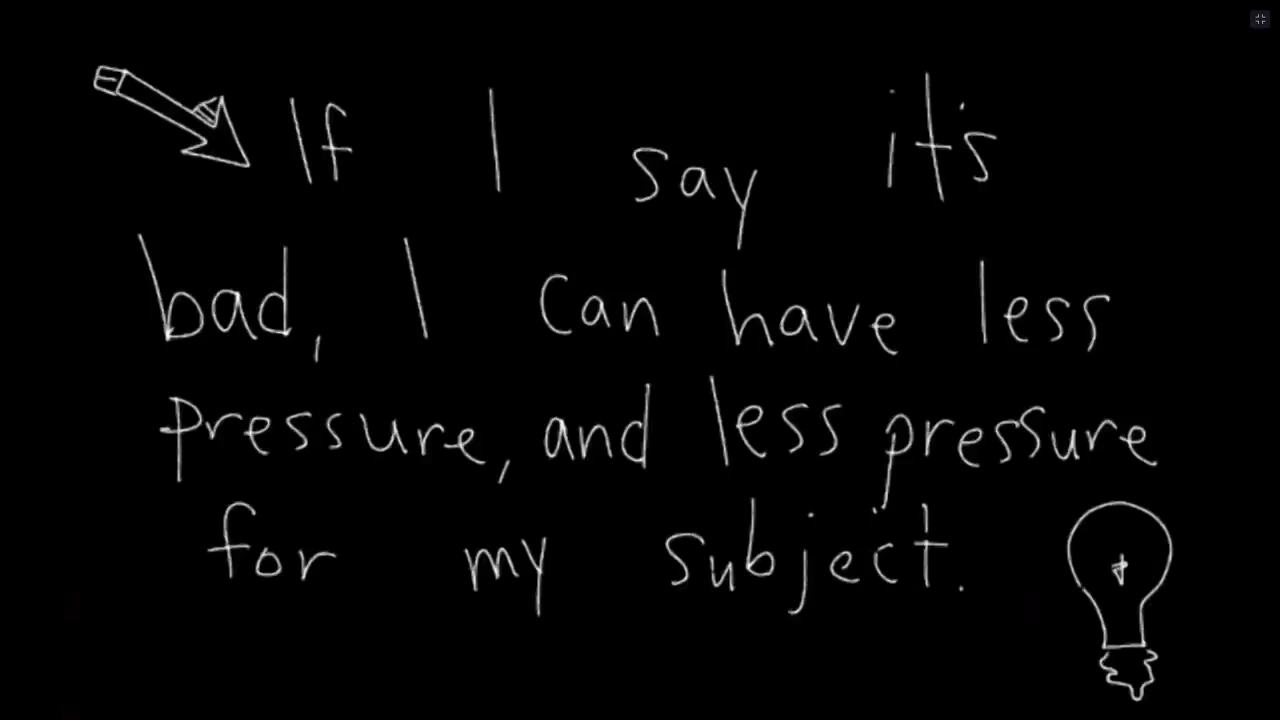 If I say it's
bad, I can have less
pressure, and less pressure
for my subject.